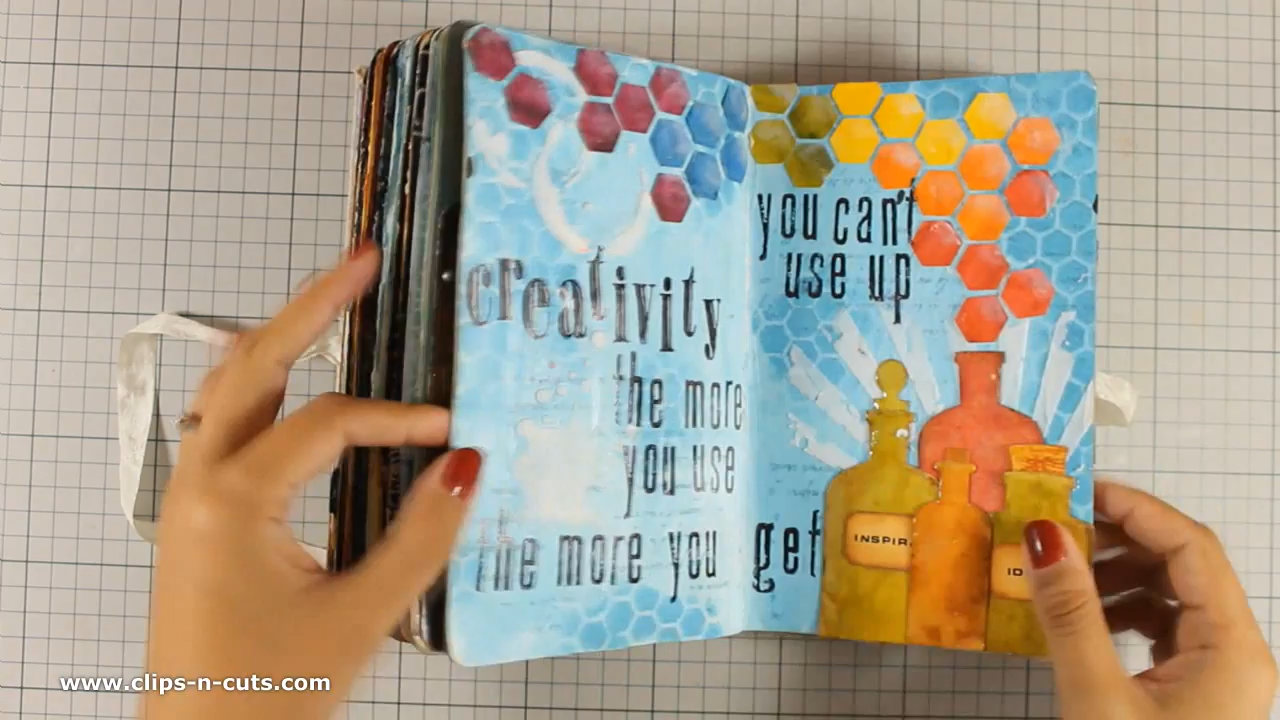 you can't
use up
creativity
the more
you use
the more you get
INSPIR
ID
www.clips-n-cuts.com